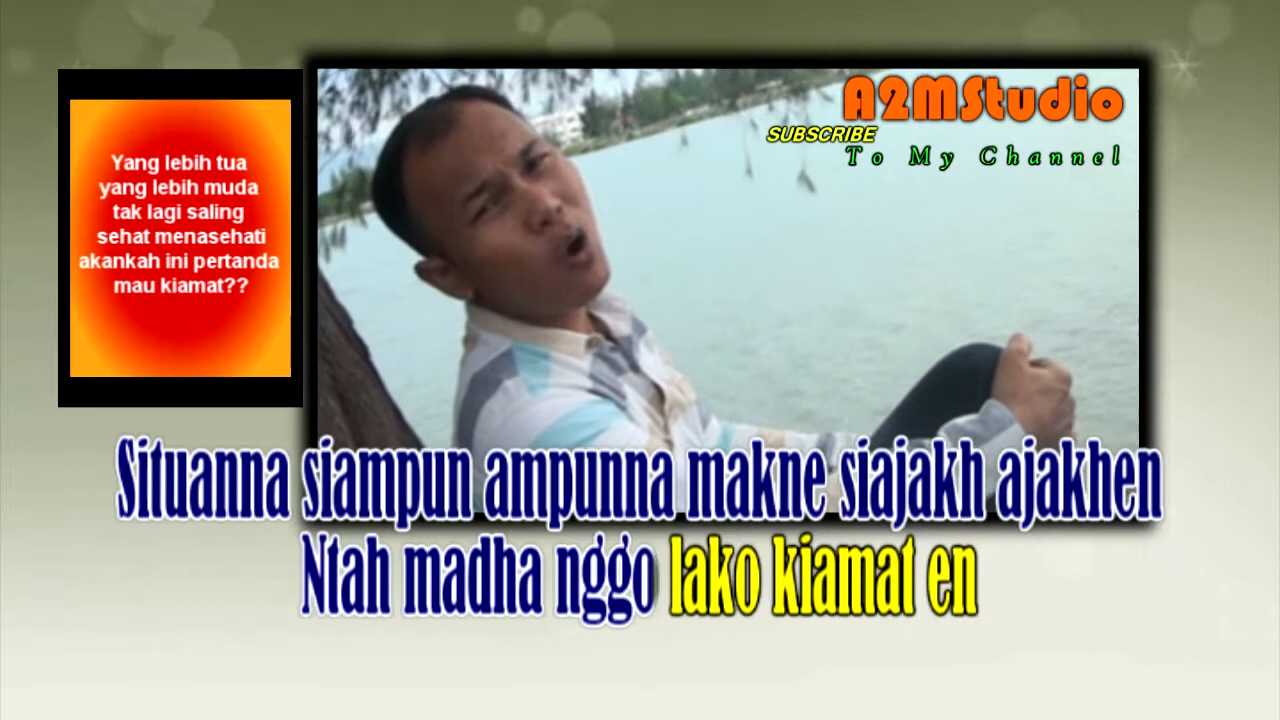 A2MStudio
SUBSCRIBE
To My Channel
Yang lebih tua
yang lebih muda
tak lagi saling
sehat menasehati
akankah ini pertanda
mau kiamat??
Situanna siampun ampunna makne siajakh ajakhen
Ntah madha nggo lako kiamat en